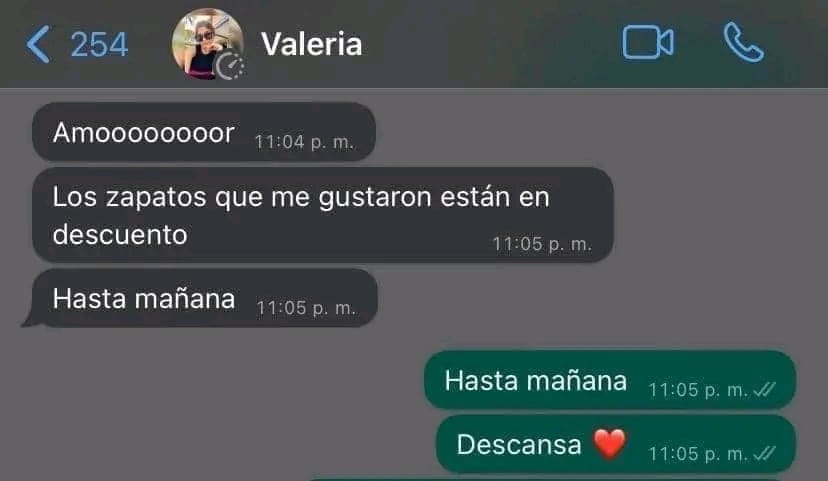 254 Valeria
Amoooooooor 11:04 p. m.
Los zapatos que me gustaron están en
descuento 11:05 p. m.
Hasta mañana 11:05 p. m.
Hasta mañana 11:05 p. m.
Descansa ❤️ 11:05 p. m.